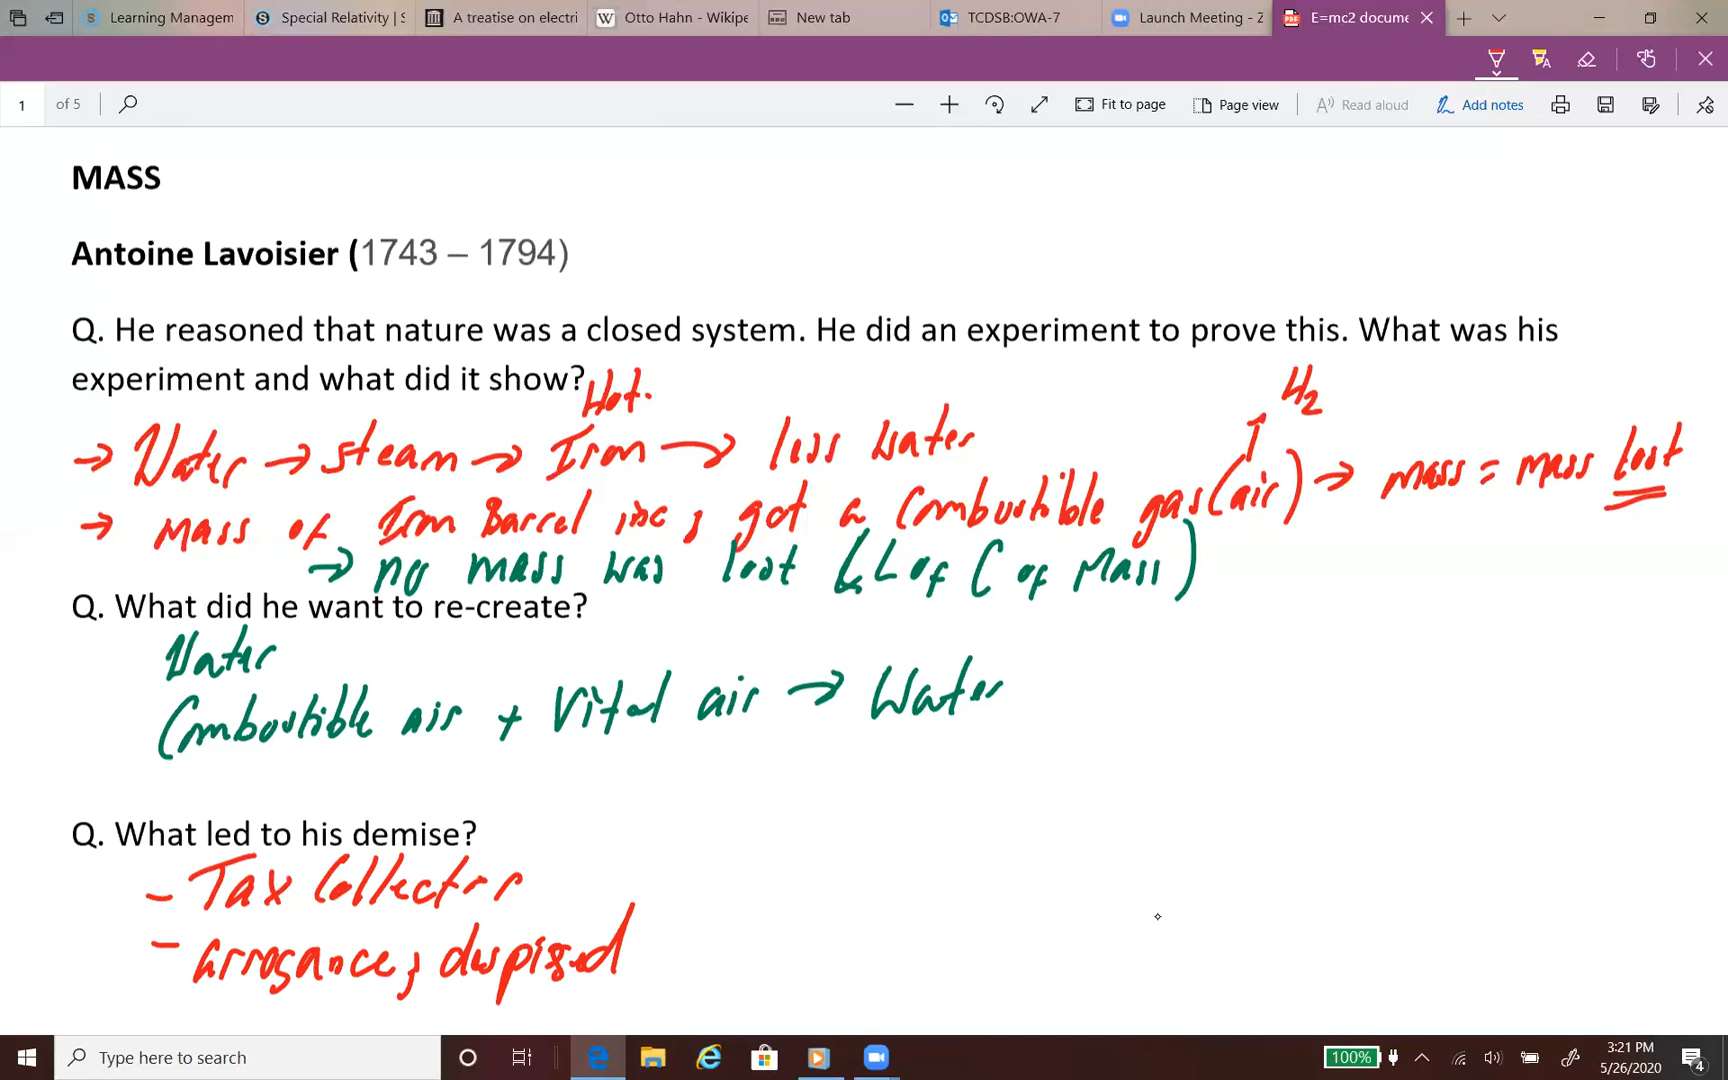 Learning Managem
Special Relativity | S
A treatise on electri
W Otto Hahn - Wikipe
New tab
TCDSB:OWA-7
Launch Meeting - Z
E=mc2 docume
1 of 5
Fit to page
Page view
Read aloud
Add notes
MASS
Antoine Lavoisier (1743 – 1794)
Q. He reasoned that nature was a closed system. He did an experiment to prove this. What was his
experiment and what did it show?
Hot.
H2
→ Water → steam → Iron → less water
→ mass of Iron Barrel inc, got a combustible gas (air) → mass = mass lost
→ no mass was lost (L of C of Mass)
Q. What did he want to re-create?
Water
Combustible air + Vital air → Water
Q. What led to his demise?
- Tax Collector
- arrogance, despised
Type here to search
100%
3:21 PM
5/26/2020
4